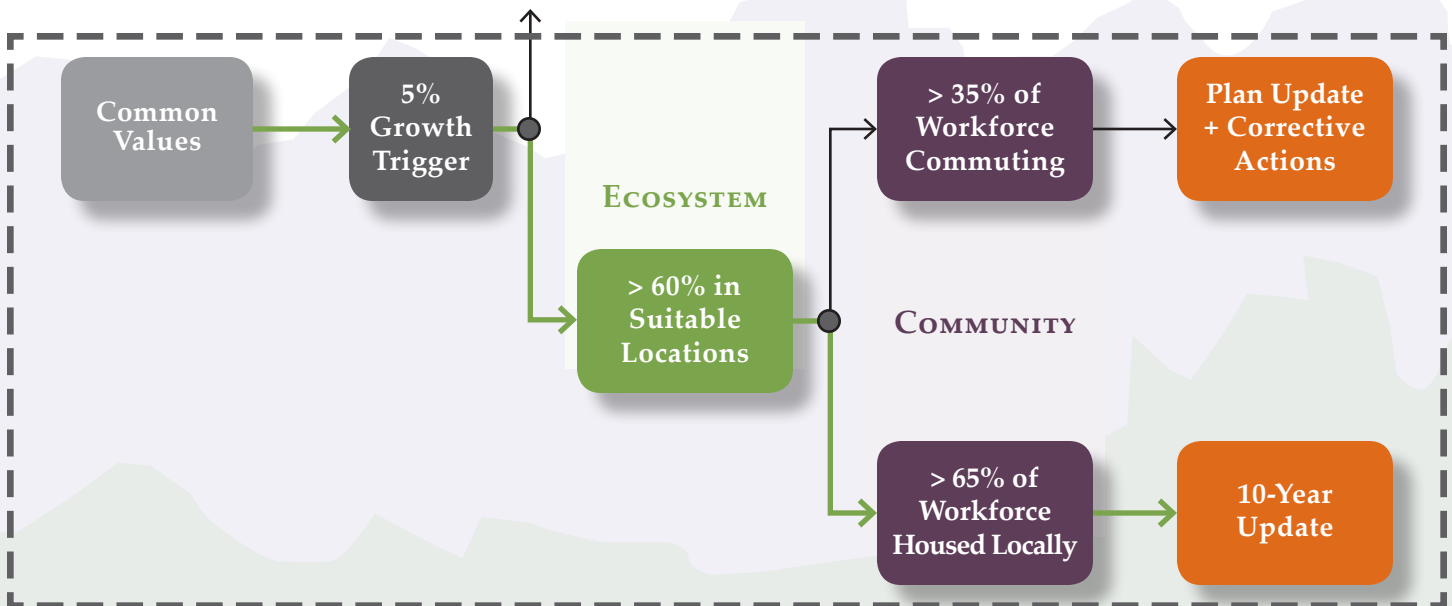 Common
Values
5%
Growth
Trigger
ECOSYSTEM
> 60% in
Suitable
Locations
> 35% of
Workforce
Commuting
Plan Update
+ Corrective
Actions
COMMUNITY
> 65% of
Workforce
Housed Locally
10-Year
Update